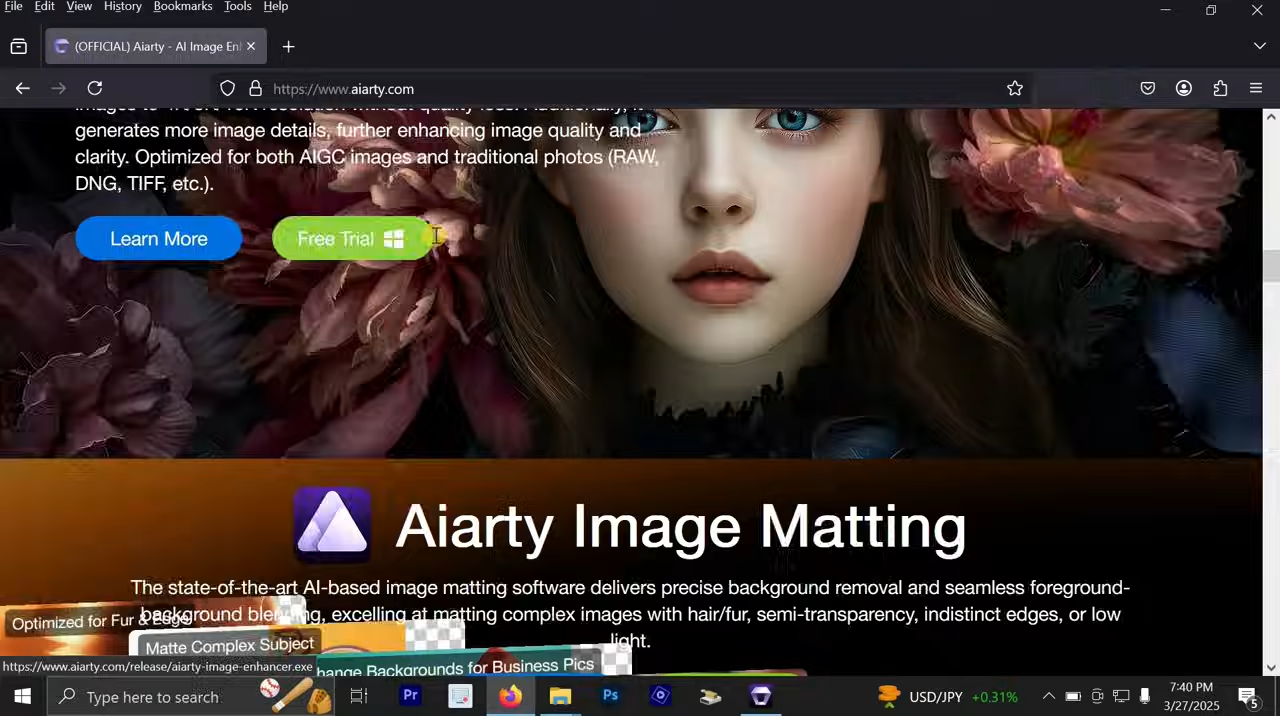 File Edit View History Bookmarks Tools Help
(OFFICIAL) Aiarty - AI Image En
https://www.aiarty.com
generates more image details, further enhancing image quality and
clarity. Optimized for both AIGC images and traditional photos (RAW,
DNG, TIFF, etc.).
Learn More
Free Trial
Aiarty Image Matting
The state-of-the-art AI-based image matting software delivers precise background removal and seamless foreground-
background blending, excelling at matting complex images with hair/fur, semi-transparency, indistinct edges, or low
light.
Optimized for Fur & Edge
Matte Complex Subject
hange Backgrounds for Business Pics
https://www.aiarty.com/release/aiarty-image-enhancer.exe
Type here to search
Pr
Ps
USD/JPY +0.31%
7:40 PM
3/27/2025
5